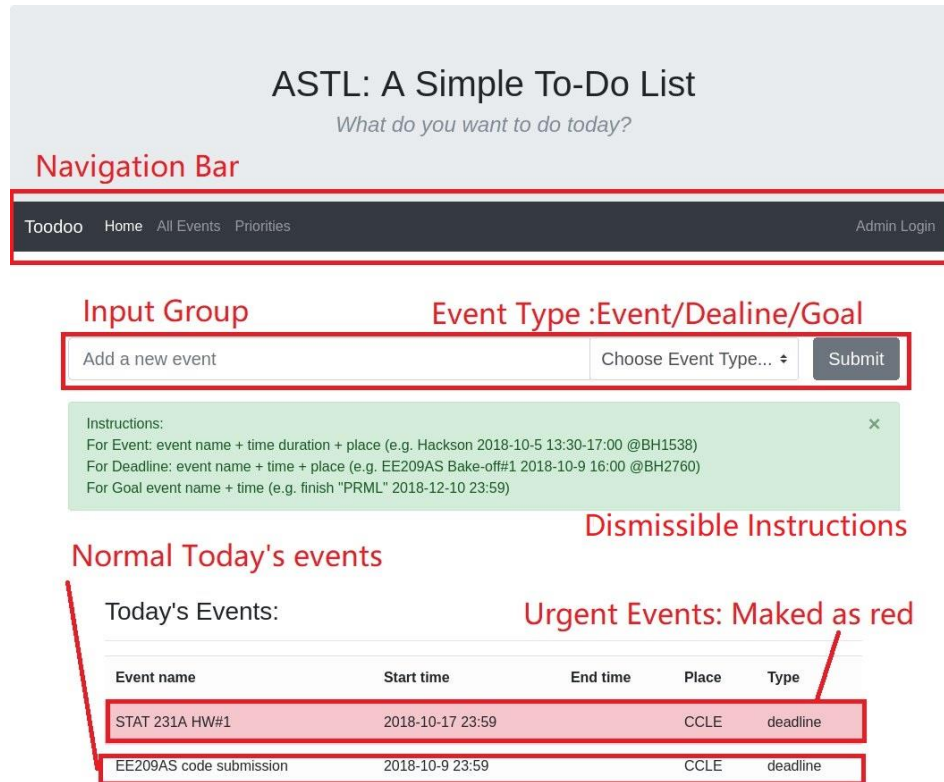 ASTL: A Simple To-Do List
What do you want to do today?
Navigation Bar
Toodoo Home All Events Priorities Admin Login
Input Group Event Type :Event/Dealine/Goal
Add a new event Choose Event Type... Submit
Instructions: ×
For Event: event name + time duration + place (e.g. Hackson 2018-10-5 13:30-17:00 @BH1538)
For Deadline: event name + time + place (e.g. EE209AS Bake-off#1 2018-10-9 16:00 @BH2760)
For Goal event name + time (e.g. finish "PRML" 2018-12-10 23:59)
Dismissible Instructions
Normal Today's events
Today's Events: Urgent Events: Maked as red
Event name Start time End time Place Type
STAT 231A HW#1 2018-10-17 23:59 CCLE deadline
EE209AS code submission 2018-10-9 23:59 CCLE deadline